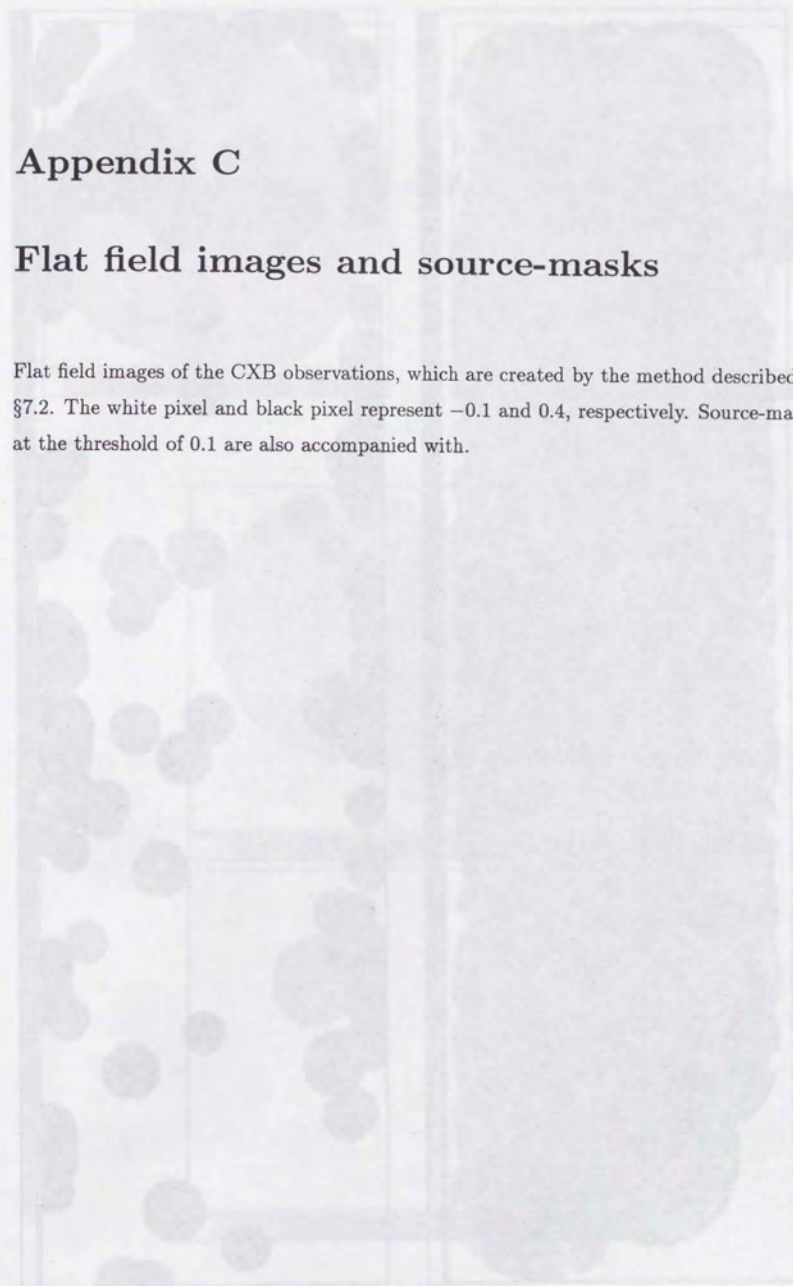 Appendix C
Flat field images and source-masks
Flat field images of the CXB observations, which are created by the method described
§7.2. The white pixel and black pixel represent −0.1 and 0.4, respectively. Source-ma
at the threshold of 0.1 are also accompanied with.